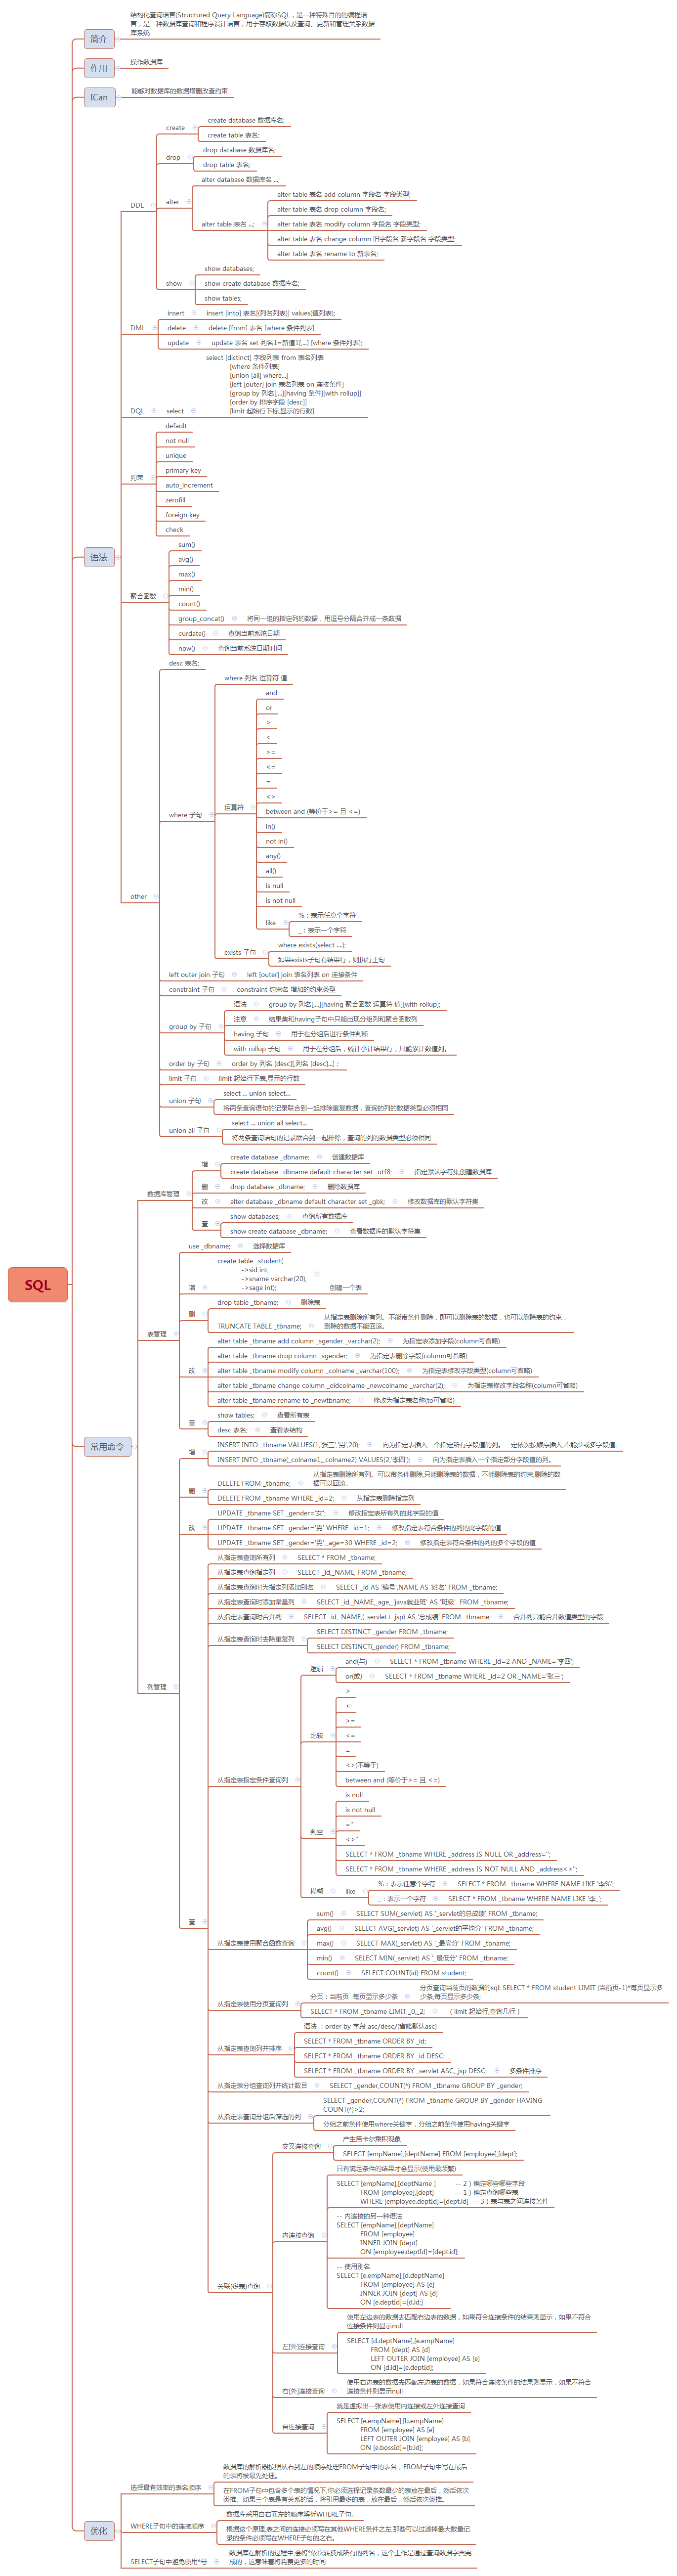 SQL
简介
结构化查询语言(Structured Query Language)简称SQL，是一种特殊目的的编程语
言，是一种数据库查询和程序设计语言，用于存取数据以及查询、更新和管理关系数据
库系统
作用
操作数据库
ICan
能够对数据库的数据增删改查约束
语法
DDL
create
create database 数据库名;
create table 表名;
drop
drop database 数据库名;
drop table 表名;
alter
alter database 数据库名 ...;
alter table 表名 ...;
alter table 表名 add column 字段名 字段类型;
alter table 表名 drop column 字段名;
alter table 表名 modify column 字段名 字段类型;
alter table 表名 change column 旧字段名 新字段名 字段类型;
alter table 表名 rename to 新表名;
show
show databases;
show create database 数据库名;
show tables;
DML
insert
insert [into] 表名[(列名列表)] values(值列表);
delete
delete [from] 表名 [where 条件列表]
update
update 表名 set 列名1=新值1[,...] [where 条件列表];
DQL
select
select [distinct] 字段列表 from 表名列表
[where 条件列表]
[union [all] where...]
[left [outer] join 表名列表 on 连接条件]
[group by 列名[,...][having 条件][with rollup]]
[order by 排序字段 [desc]]
[limit 起始行下标,显示的行数]
约束
default
not null
unique
primary key
auto_increment
zerofill
foreign key
check
聚合函数
sum()
avg()
max()
min()
count()
group_concat()
将同一组的指定列的数据，用逗号分隔合并成一条数据
curdate()
查询当前系统日期
now()
查询当前系统日期时间
other
desc 表名;
where 子句
where 列名 运算符 值
运算符
and
or
>
<
>=
<=
=
<>
between and (等价于>= 且 <=)
in()
not in()
any()
all()
is null
is not null
like
%：表示任意个字符
_：表示一个字符
exists 子句
where exists(select ...);
如果exists子句有结果行，则执行主句
left outer join 子句
left [outer] join 表名列表 on 连接条件
constraint 子句
constraint 约束名 增加的约束类型
group by 子句
语法
group by 列名[,...][having 聚合函数 运算符 值][with rollup];
注意
结果集和having子句中只能出现分组列和聚合函数列
having 子句
用于在分组后进行条件判断
with rollup 子句
用于在分组后，统计小计结果行，只能累计数值列。
order by 子句
order by 列名 [desc][,列名 [desc]...]；
limit 子句
limit 起始行下表,显示的行数
union 子句
select ... union select...
将两条查询语句的记录联合到一起排除重复数据，查询的列的数据类型必须相同
union all 子句
select ... union all select...
将两条查询语句的记录联合到一起排除，查询的列的数据类型必须相同
常用命令
数据库管理
增
create database _dbname;
创建数据库
create database _dbname default character set _utf8;
指定默认字符集创建数据库
删
drop database _dbname;
删除数据库
改
alter database _dbname default character set _gbk;
修改数据库的默认字符集
查
show databases;
查询所有数据库
show create database _dbname;
查看数据库的默认字符集
表管理
use _dbname;
选择数据库
增
create table _student(
->sid int,
->sname varchar(20),
->sage int);
创建一个表
删
drop table _tbname;
删除表
TRUNCATE TABLE _tbname;
从指定表删除所有列。不能带条件删除，即可以删除表的数据，也可以删除表的约束，
删除的数据不能回滚。
改
alter table _tbname add column _sgender _varchar(2);
为指定表添加字段(column可省略)
alter table _tbname drop column _sgender;
为指定表删除字段(column可省略)
alter table _tbname modify column _colname _varchar(100);
为指定表修改字段类型(column可省略)
alter table _tbname change column _oldcolname _newcolname _varchar(2);
为指定表修改字段名称(column可省略)
alter table _tbname rename to _newtbname;
修改为指定表名称(to可省略)
查
show tables;
查看所有表
desc 表名;
查看表结构
列管理
增
INSERT INTO _tbname VALUES(1,'张三','男',20);
向为指定表插入一个指定所有字段值的列。一定依次按顺序插入,不能少或多字段值.
INSERT INTO _tbname(_colname1,_colname2) VALUES(2,'李四');
向为指定表插入一个指定部分字段值的列。
删
DELETE FROM _tbname;
从指定表删除所有列。可以带条件删除,只能删除表的数据，不能删除表的约束,删除的数
据可以回滚。
DELETE FROM _tbname WHERE _id=2;
从指定表删除指定列
改
UPDATE _tbname SET _gender='女';
修改指定表所有列的此字段的值
UPDATE _tbname SET _gender='男' WHERE _id=1;
修改指定表符合条件的列的此字段的值
UPDATE _tbname SET _gender='男',_age=30 WHERE _id=2;
修改指定表符合条件的列的多个字段的值
查
从指定表查询所有列
SELECT * FROM _tbname;
从指定表查询指定列
SELECT _id,_NAME, FROM _tbname;
从指定表查询时为指定列添加别名
SELECT _id AS '编号',NAME AS '姓名' FROM _tbname;
从指定表查询时添加常量列
SELECT _id,_NAME,_age,_'java就业班' AS '班级' FROM _tbname;
从指定表查询时合并列
SELECT _id,_NAME,(_servlet+_jsp) AS '总成绩' FROM _tbname;
合并列只能合并数值类型的字段
从指定表查询时去除重复列
SELECT DISTINCT _gender FROM _tbname;
SELECT DISTINCT(_gender) FROM _tbname;
从指定表指定条件查询列
逻辑
and(与)
SELECT * FROM _tbname WHERE _id=2 AND _NAME='李四';
or(或)
SELECT * FROM _tbname WHERE _id=2 OR _NAME='张三';
比较
>
<
>=
<=
=
<>(不等于)
between and (等价于>= 且 <=)
判空
is null
is not null
=''
<>''
SELECT * FROM _tbname WHERE _address IS NULL OR _address='';
SELECT * FROM _tbname WHERE _address IS NOT NULL AND _address<>'';
模糊
like
%：表示任意个字符
SELECT * FROM _tbname WHERE NAME LIKE '李%';
_：表示一个字符
SELECT * FROM _tbname WHERE NAME LIKE '李_';
从指定表使用聚合函数查询
sum()
SELECT SUM(_servlet) AS '_servlet的总成绩' FROM _tbname;
avg()
SELECT AVG(_servlet) AS '_servlet的平均分' FROM _tbname;
max()
SELECT MAX(_servlet) AS '_最高分' FROM _tbname;
min()
SELECT MIN(_servlet) AS '_最低分' FROM _tbname;
count()
SELECT COUNT(id) FROM student;
从指定表使用分页查询列
分页：当前页 每页显示多少条
分页查询当前页的数据的sql: SELECT * FROM student LIMIT (当前页-1)*每页显示多
少条,每页显示多少条;
SELECT * FROM _tbname LIMIT _0,_2;
（ limit 起始行,查询几行 ）
从指定表查询列并排序
语法 ：order by 字段 asc/desc/(省略默认asc)
SELECT * FROM _tbname ORDER BY _id;
SELECT * FROM _tbname ORDER BY _id DESC;
SELECT * FROM _tbname ORDER BY _servlet ASC,_jsp DESC;
多条件排序
从指定表分组查询列并统计数目
SELECT _gender,COUNT(*) FROM _tbname GROUP BY _gender;
从指定表查询分组后筛选的列
SELECT _gender,COUNT(*) FROM _tbname GROUP BY _gender HAVING
COUNT(*)>2;
分组之前条件使用where关键字，分组之前条件使用having关键字
关联(多表)查询
交叉连接查询
产生笛卡尔乘积现象
SELECT [empName],[deptName] FROM [employee],[dept];
内连接查询
只有满足条件的结果才会显示(使用最频繁)
SELECT [empName],[deptName ] -- 2）确定哪些哪些字段
FROM [employee],[dept] -- 1）确定查询哪些表
WHERE [employee.deptId]=[dept.id] -- 3）表与表之间连接条件
-- 内连接的另一种语法
SELECT [empName],[deptName]
FROM [employee]
INNER JOIN [dept]
ON [employee.deptId]=[dept.id];
-- 使用别名
SELECT [e.empName],[d.deptName]
FROM [employee] AS [e]
INNER JOIN [dept] AS [d]
ON [e.deptId]=[d.id;]
左[外]连接查询
使用左边表的数据去匹配右边表的数据，如果符合连接条件的结果则显示，如果不符合
连接条件则显示null
SELECT [d.deptName],[e.empName]
FROM [dept] AS [d]
LEFT OUTER JOIN [employee] AS [e]
ON [d.id]=[e.deptId];
右[外]连接查询
使用右边表的数据去匹配左边表的数据，如果符合连接条件的结果则显示，如果不符合
连接条件则显示null
自连接查询
就是虚拟出一张表使用内连接或左外连接查询
SELECT [e.empName],[b.empName]
FROM [employee] AS [e]
LEFT OUTER JOIN [employee] AS [b]
ON [e.bossId]=[b.id];
优化
选择最有效率的表名顺序
数据库的解析器按照从右到左的顺序处理FROM子句中的表名，FROM子句中写在最后
的表将被最先处理。
在FROM子句中包含多个表的情况下,你必须选择记录条数最少的表放在最后，然后依次
类推。如果三个表是有关系的话，将引用最多的表，放在最后，然后依次类推。
WHERE子句中的连接顺序
数据库采用自右而左的顺序解析WHERE子句。
根据这个原理,表之间的连接必须写在其他WHERE条件之左,那些可以过滤掉最大数量记
录的条件必须写在WHERE子句的之右。
SELECT子句中避免使用*号
数据库在解析的过程中,会将*依次转换成所有的列名，这个工作是通过查询数据字典完
成的，这意味着将耗费更多的时间